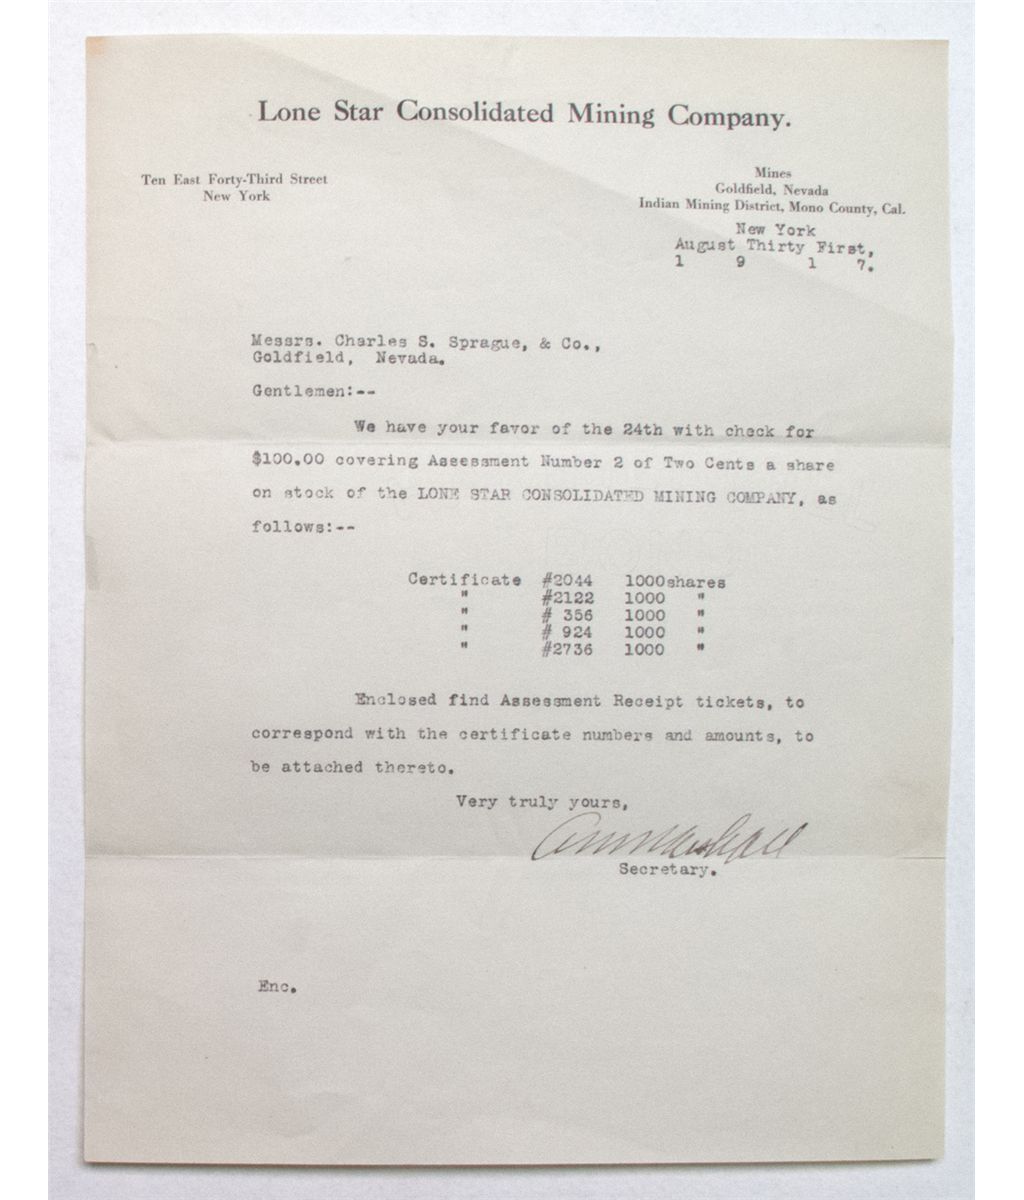 Lone Star Consolidated Mining Company.
Ten East Forty-Third Street
New York
Mines
Goldfield, Nevada
Indian Mining District, Mono County, Cal.
New York
August Thirty First,
1 9 1 7.
Messrs. Charles S. Sprague, & Co.,
Goldfield, Nevada.
Gentlemen:--
We have your favor of the 24th with check for
$100.00 covering Assessment Number 2 of Two Cents a share
on stock of the LONE STAR CONSOLIDATED MINING COMPANY, as
follows:--
Certificate #2044 1000shares
" #2122 1000 "
" # 356 1000 "
" # 924 1000 "
" #2736 1000 "
Enclosed find Assessment Receipt tickets, to
correspond with the certificate numbers and amounts, to
be attached thereto.
Very truly yours,
Secretary.
Enc.